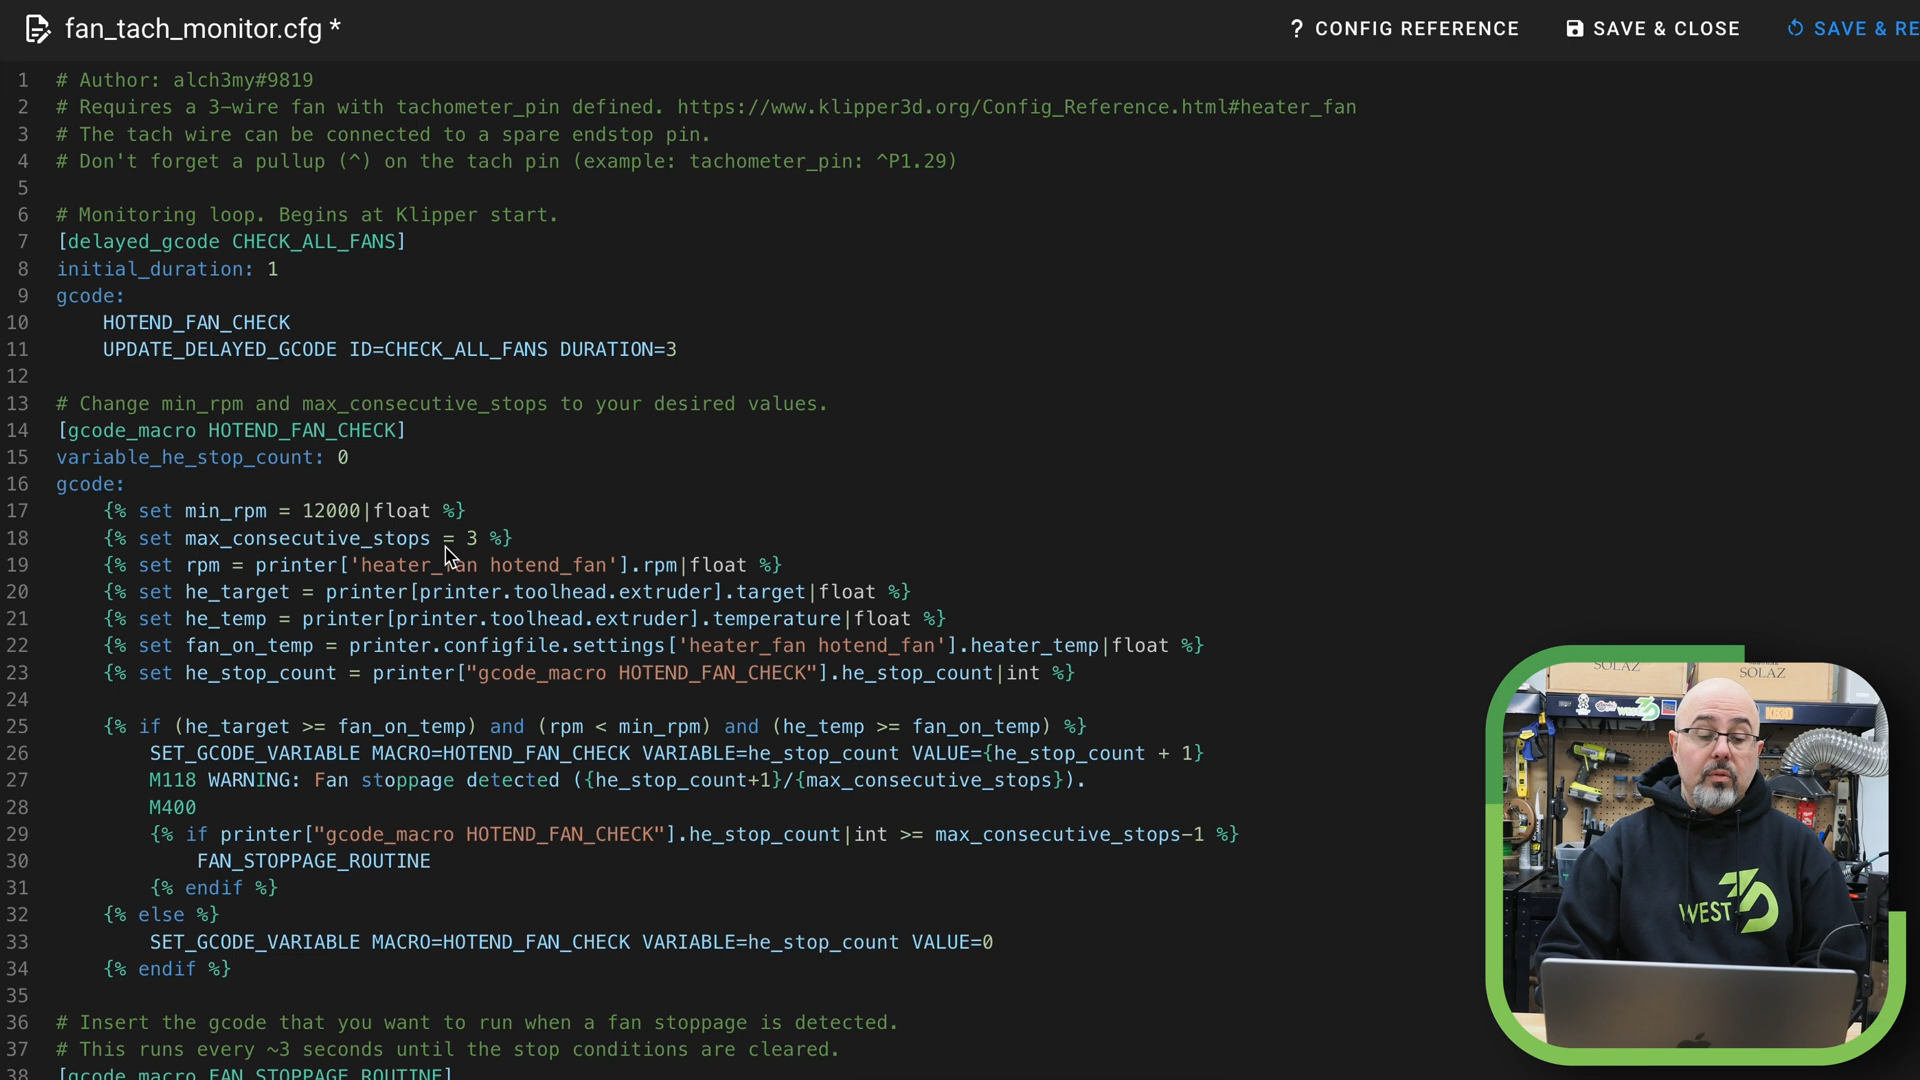 fan_tach_monitor.cfg *
? CONFIG REFERENCE
SAVE & CLOSE
SAVE & RE
1 # Author: alch3my#9819
2 # Requires a 3-wire fan with tachometer_pin defined. https://www.klipper3d.org/Config_Reference.html#heater_fan
3 # The tach wire can be connected to a spare endstop pin.
4 # Don't forget a pullup (^) on the tach pin (example: tachometer_pin: ^P1.29)
5
6 # Monitoring loop. Begins at Klipper start.
7 [delayed_gcode CHECK_ALL_FANS]
8 initial_duration: 1
9 gcode:
10 HOTEND_FAN_CHECK
11 UPDATE_DELAYED_GCODE ID=CHECK_ALL_FANS DURATION=3
12
13 # Change min_rpm and max_consecutive_stops to your desired values.
14 [gcode_macro HOTEND_FAN_CHECK]
15 variable_he_stop_count: 0
16 gcode:
17 {% set min_rpm = 12000|float %}
18 {% set max_consecutive_stops = 3 %}
19 {% set rpm = printer['heater_fan hotend_fan'].rpm|float %}
20 {% set he_target = printer[printer.toolhead.extruder].target|float %}
21 {% set he_temp = printer[printer.toolhead.extruder].temperature|float %}
22 {% set fan_on_temp = printer.configfile.settings['heater_fan hotend_fan'].heater_temp|float %}
23 {% set he_stop_count = printer["gcode_macro HOTEND_FAN_CHECK"].he_stop_count|int %}
24
25 {% if (he_target >= fan_on_temp) and (rpm < min_rpm) and (he_temp >= fan_on_temp) %}
26 SET_GCODE_VARIABLE MACRO=HOTEND_FAN_CHECK VARIABLE=he_stop_count VALUE={he_stop_count + 1}
27 M118 WARNING: Fan stoppage detected ({he_stop_count+1}/{max_consecutive_stops}).
28 M400
29 {% if printer["gcode_macro HOTEND_FAN_CHECK"].he_stop_count|int >= max_consecutive_stops-1 %}
30 FAN_STOPPAGE_ROUTINE
31 {% endif %}
32 {% else %}
33 SET_GCODE_VARIABLE MACRO=HOTEND_FAN_CHECK VARIABLE=he_stop_count VALUE=0
34 {% endif %}
35
36 # Insert the gcode that you want to run when a fan stoppage is detected.
37 # This runs every ~3 seconds until the stop conditions are cleared.
38 [gcode_macro FAN_STOPPAGE_ROUTINE]
SOLAZ
SOLAZ
WEST3D